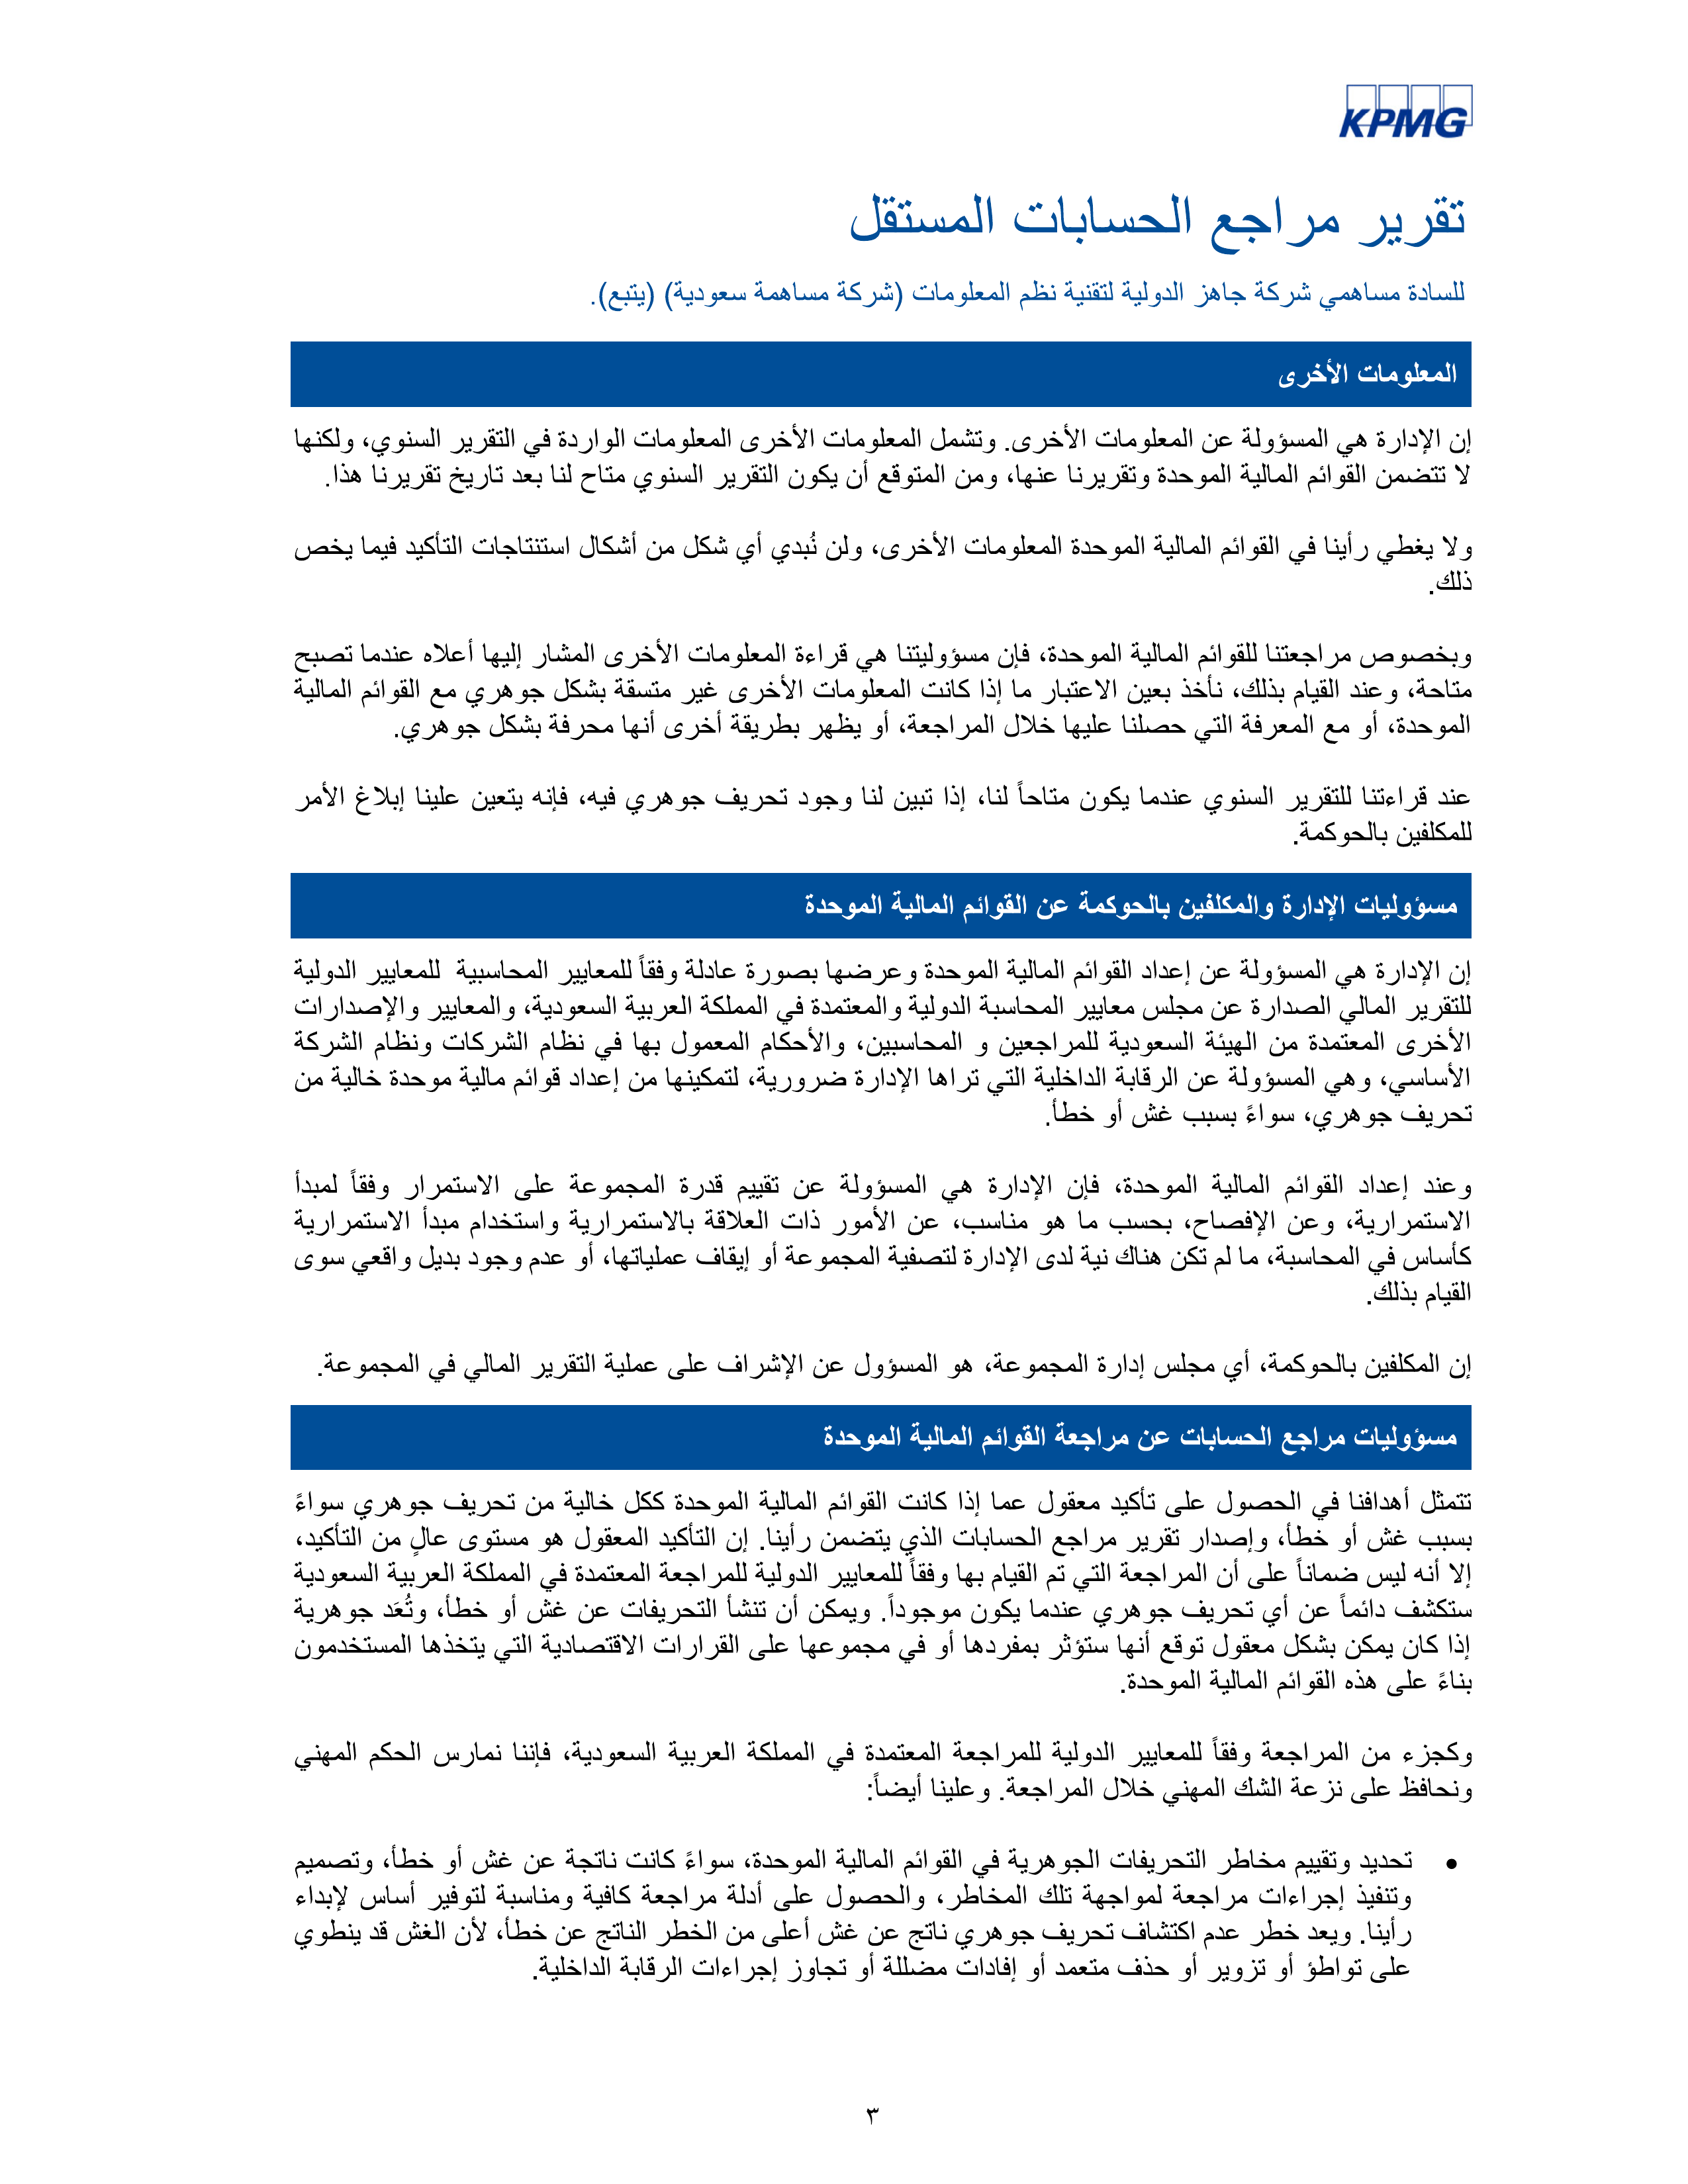 KPMG
تقرير مراجع الحسابات المستقل
للسادة مساهمي شركة جاهز الدولية لتقنية نظم المعلومات (شركة مساهمة سعودية) (يتبع).
المعلومات الأخرى
إن الإدارة هي المسؤولة عن المعلومات الأخرى. وتشمل المعلومات الأخرى المعلومات الواردة في التقرير السنوي، ولكنها
لا تتضمن القوائم المالية الموحدة وتقريرنا عنها، ومن المتوقع أن يكون التقرير السنوي متاح لنا بعد تاريخ تقريرنا هذا.
ولا يغطي رأينا في القوائم المالية الموحدة المعلومات الأخرى، ولن نُبدي أي شكل من أشكال استنتاجات التأكيد فيما يخص
ذلك.
وبخصوص مراجعتنا للقوائم المالية الموحدة، فإن مسؤوليتنا هي قراءة المعلومات الأخرى المشار إليها أعلاه عندما تصبح
متاحة، وعند القيام بذلك، نأخذ بعين الاعتبار ما إذا كانت المعلومات الأخرى غير متسقة بشكل جوهري مع القوائم المالية
الموحدة، أو مع المعرفة التي حصلنا عليها خلال المراجعة، أو يظهر بطريقة أخرى أنها محرفة بشكل جوهري.
عند قراءتنا للتقرير السنوي عندما يكون متاحاً لنا، إذا تبين لنا وجود تحريف جوهري فيه، فإنه يتعين علينا إبلاغ الأمر
للمكلفين بالحوكمة.
مسؤوليات الإدارة والمكلفين بالحوكمة عن القوائم المالية الموحدة
إن الإدارة هي المسؤولة عن إعداد القوائم المالية الموحدة وعرضها بصورة عادلة وفقاً للمعايير المحاسبية للمعايير الدولية
للتقرير المالي الصدارة عن مجلس معايير المحاسبة الدولية والمعتمدة في المملكة العربية السعودية، والمعايير والإصدارات
الأخرى المعتمدة من الهيئة السعودية للمراجعين و المحاسبين، والأحكام المعمول بها في نظام الشركات ونظام الشركة
الأساسي، وهي المسؤولة عن الرقابة الداخلية التي تراها الإدارة ضرورية، لتمكينها من إعداد قوائم مالية موحدة خالية من
تحريف جوهري، سواءً بسبب غش أو خطأ.
وعند إعداد القوائم المالية الموحدة، فإن الإدارة هي المسؤولة عن تقييم قدرة المجموعة على الاستمرار وفقاً لمبدأ
الاستمرارية، وعن الإفصاح، بحسب ما هو مناسب، عن الأمور ذات العلاقة بالاستمرارية واستخدام مبدأ الاستمرارية
كأساس في المحاسبة، ما لم تكن هناك نية لدى الإدارة لتصفية المجموعة أو إيقاف عملياتها، أو عدم وجود بديل واقعي سوى
القيام بذلك.
إن المكلفين بالحوكمة، أي مجلس إدارة المجموعة، هو المسؤول عن الإشراف على عملية التقرير المالي في المجموعة.
مسؤوليات مراجع الحسابات عن مراجعة القوائم المالية الموحدة
تتمثل أهدافنا في الحصول على تأكيد معقول عما إذا كانت القوائم المالية الموحدة ككل خالية من تحريف جوهري سواءً
بسبب غش أو خطأ، وإصدار تقرير مراجع الحسابات الذي يتضمن رأينا. إن التأكيد المعقول هو مستوى عالٍ من التأكيد،
إلا أنه ليس ضماناً على أن المراجعة التي تم القيام بها وفقاً للمعايير الدولية للمراجعة المعتمدة في المملكة العربية السعودية
ستكشف دائماً عن أي تحريف جوهري عندما يكون موجوداً. ويمكن أن تنشأ التحريفات عن غش أو خطأ، وتُعَد جوهرية
إذا كان يمكن بشكل معقول توقع أنها ستؤثر بمفردها أو في مجموعها على القرارات الاقتصادية التي يتخذها المستخدمون
بناءً على هذه القوائم المالية الموحدة.
وكجزء من المراجعة وفقاً للمعايير الدولية للمراجعة المعتمدة في المملكة العربية السعودية، فإننا نمارس الحكم المهني
ونحافظ على نزعة الشك المهني خلال المراجعة. وعلينا أيضاً:
• تحديد وتقييم مخاطر التحريفات الجوهرية في القوائم المالية الموحدة، سواءً كانت ناتجة عن غش أو خطأ، وتصميم
وتنفيذ إجراءات مراجعة لمواجهة تلك المخاطر، والحصول على أدلة مراجعة كافية ومناسبة لتوفير أساس لإبداء
رأينا. ويعد خطر عدم اكتشاف تحريف جوهري ناتج عن غش أعلى من الخطر الناتج عن خطأ، لأن الغش قد ينطوي
على تواطؤ أو تزوير أو حذف متعمد أو إفادات مضللة أو تجاوز إجراءات الرقابة الداخلية.
٣